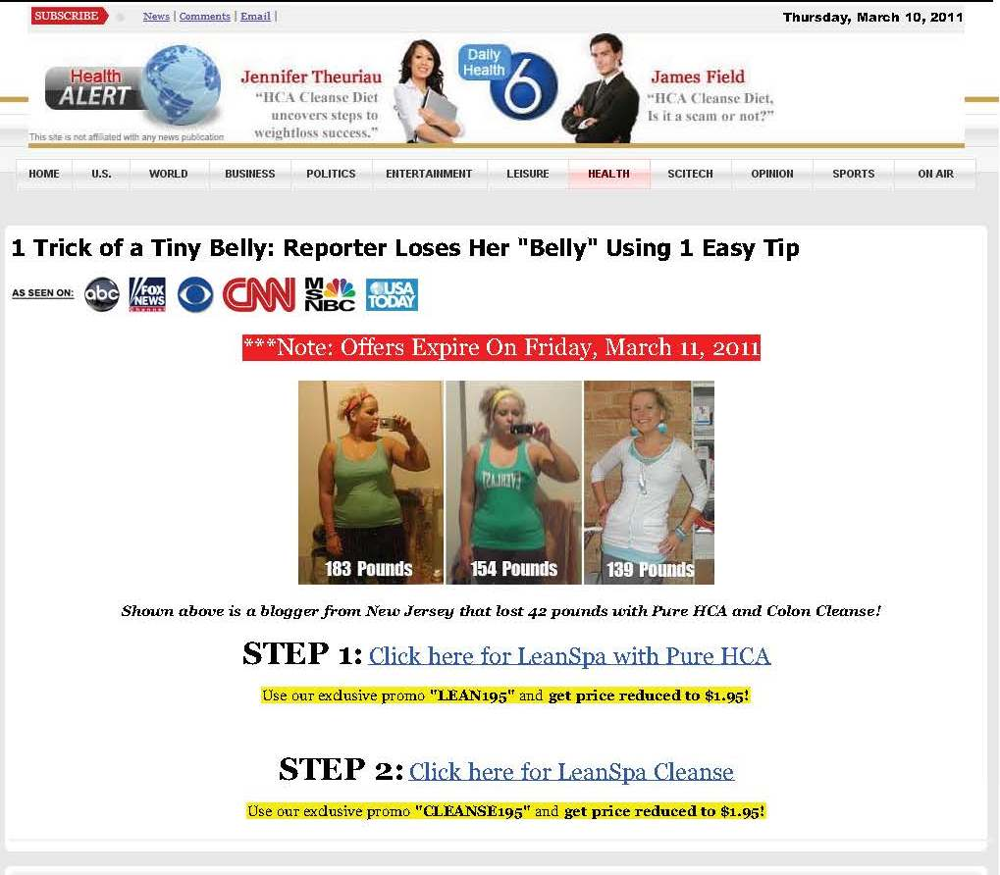 SUBSCRIBE
News | Comments | Email |
Thursday, March 10, 2011
Health
ALERT
This site is not affiliated with any news publication
Jennifer Theuriau
“HCA Cleanse Diet
uncovers steps to
weightloss success.”
Daily
Health
6
James Field
“HCA Cleanse Diet,
Is it a scam or not?”
HOME U.S. WORLD BUSINESS POLITICS ENTERTAINMENT LEISURE HEALTH SCITECH OPINION SPORTS ON AIR
1 Trick of a Tiny Belly: Reporter Loses Her "Belly" Using 1 Easy Tip
AS SEEN ON: abc FOX NEWS Channel CNN MSNBC USA TODAY
***Note: Offers Expire On Friday, March 11, 2011
EVERLAST
183 Pounds 154 Pounds 139 Pounds
Shown above is a blogger from New Jersey that lost 42 pounds with Pure HCA and Colon Cleanse!
STEP 1: Click here for LeanSpa with Pure HCA
Use our exclusive promo "LEAN195" and get price reduced to $1.95!
STEP 2: Click here for LeanSpa Cleanse
Use our exclusive promo "CLEANSE195" and get price reduced to $1.95!